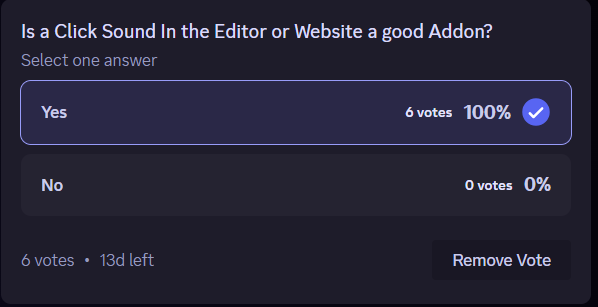 Is a Click Sound In the Editor or Website a good Addon?
Select one answer
Yes 6 votes 100%
No 0 votes 0%
6 votes • 13d left Remove Vote